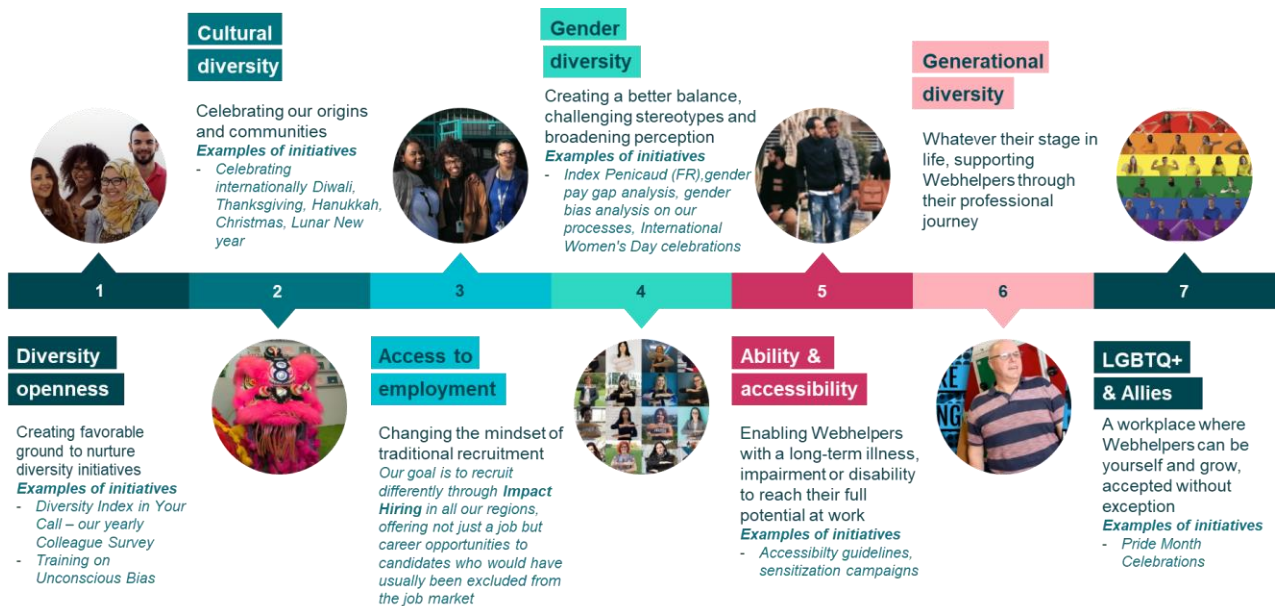 1
Diversity
openness
Creating favorable
ground to nurture
diversity initiatives
Examples of initiatives
- Diversity Index in Your
Call – our yearly
Colleague Survey
- Training on
Unconscious Bias
2
Cultural
diversity
Celebrating our origins
and communities
Examples of initiatives
- Celebrating
internationally Diwali,
Thanksgiving, Hanukkah,
Christmas, Lunar New
year
3
Access to
employment
Changing the mindset of
traditional recruitment
Our goal is to recruit
differently through Impact
Hiring in all our regions,
offering not just a job but
career opportunities to
candidates who would have
usually been excluded from
the job market
4
Gender
diversity
Creating a better balance,
challenging stereotypes and
broadening perception
Examples of initiatives
- Index Penicaud (FR),gender
pay gap analysis, gender
bias analysis on our
processes, International
Women's Day celebrations
5
Ability &
accessibility
Enabling Webhelpers
with a long-term illness,
impairment or disability
to reach their full
potential at work
Examples of initiatives
- Accessibilty guidelines,
sensitization campaigns
6
Generational
diversity
Whatever their stage in
life, supporting
Webhelpers through
their professional
journey
7
LGBTQ+
& Allies
A workplace where
Webhelpers can be
yourself and grow,
accepted without
exception
Examples of initiatives
- Pride Month
Celebrations